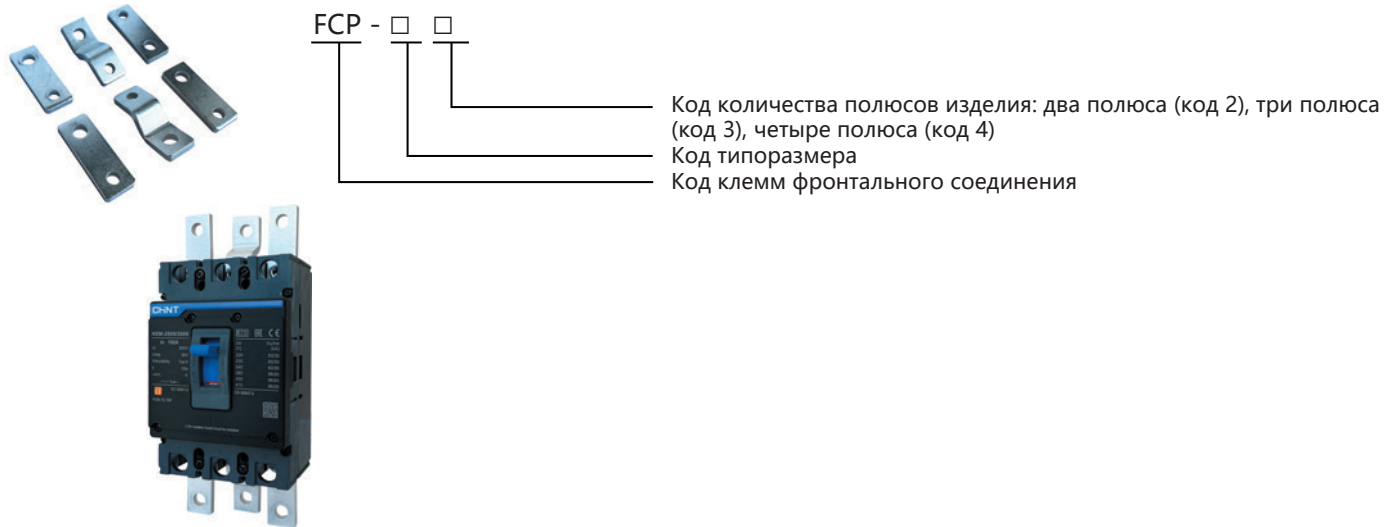 FCP - □ □
Код количества полюсов изделия: два полюса (код 2), три полюса
(код 3), четыре полюса (код 4)
Код типоразмера
Код клемм фронтального соединения
CHNT